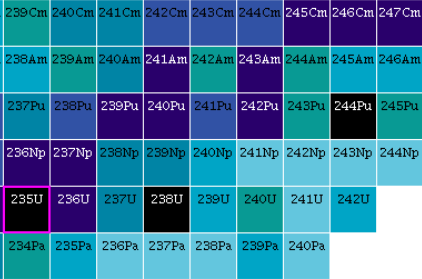 239Cm 240Cm 241Cm 242Cm 243Cm 244Cm 245Cm 246Cm 247Cm
238Am 239Am 240Am 241Am 242Am 243Am 244Am 245Am 246Am
237Pu 238Pu 239Pu 240Pu 241Pu 242Pu 243Pu 244Pu 245Pu
236Np 237Np 238Np 239Np 240Np 241Np 242Np 243Np 244Np
235U 236U 237U 238U 239U 240U 241U 242U
234Pa 235Pa 236Pa 237Pa 238Pa 239Pa 240Pa